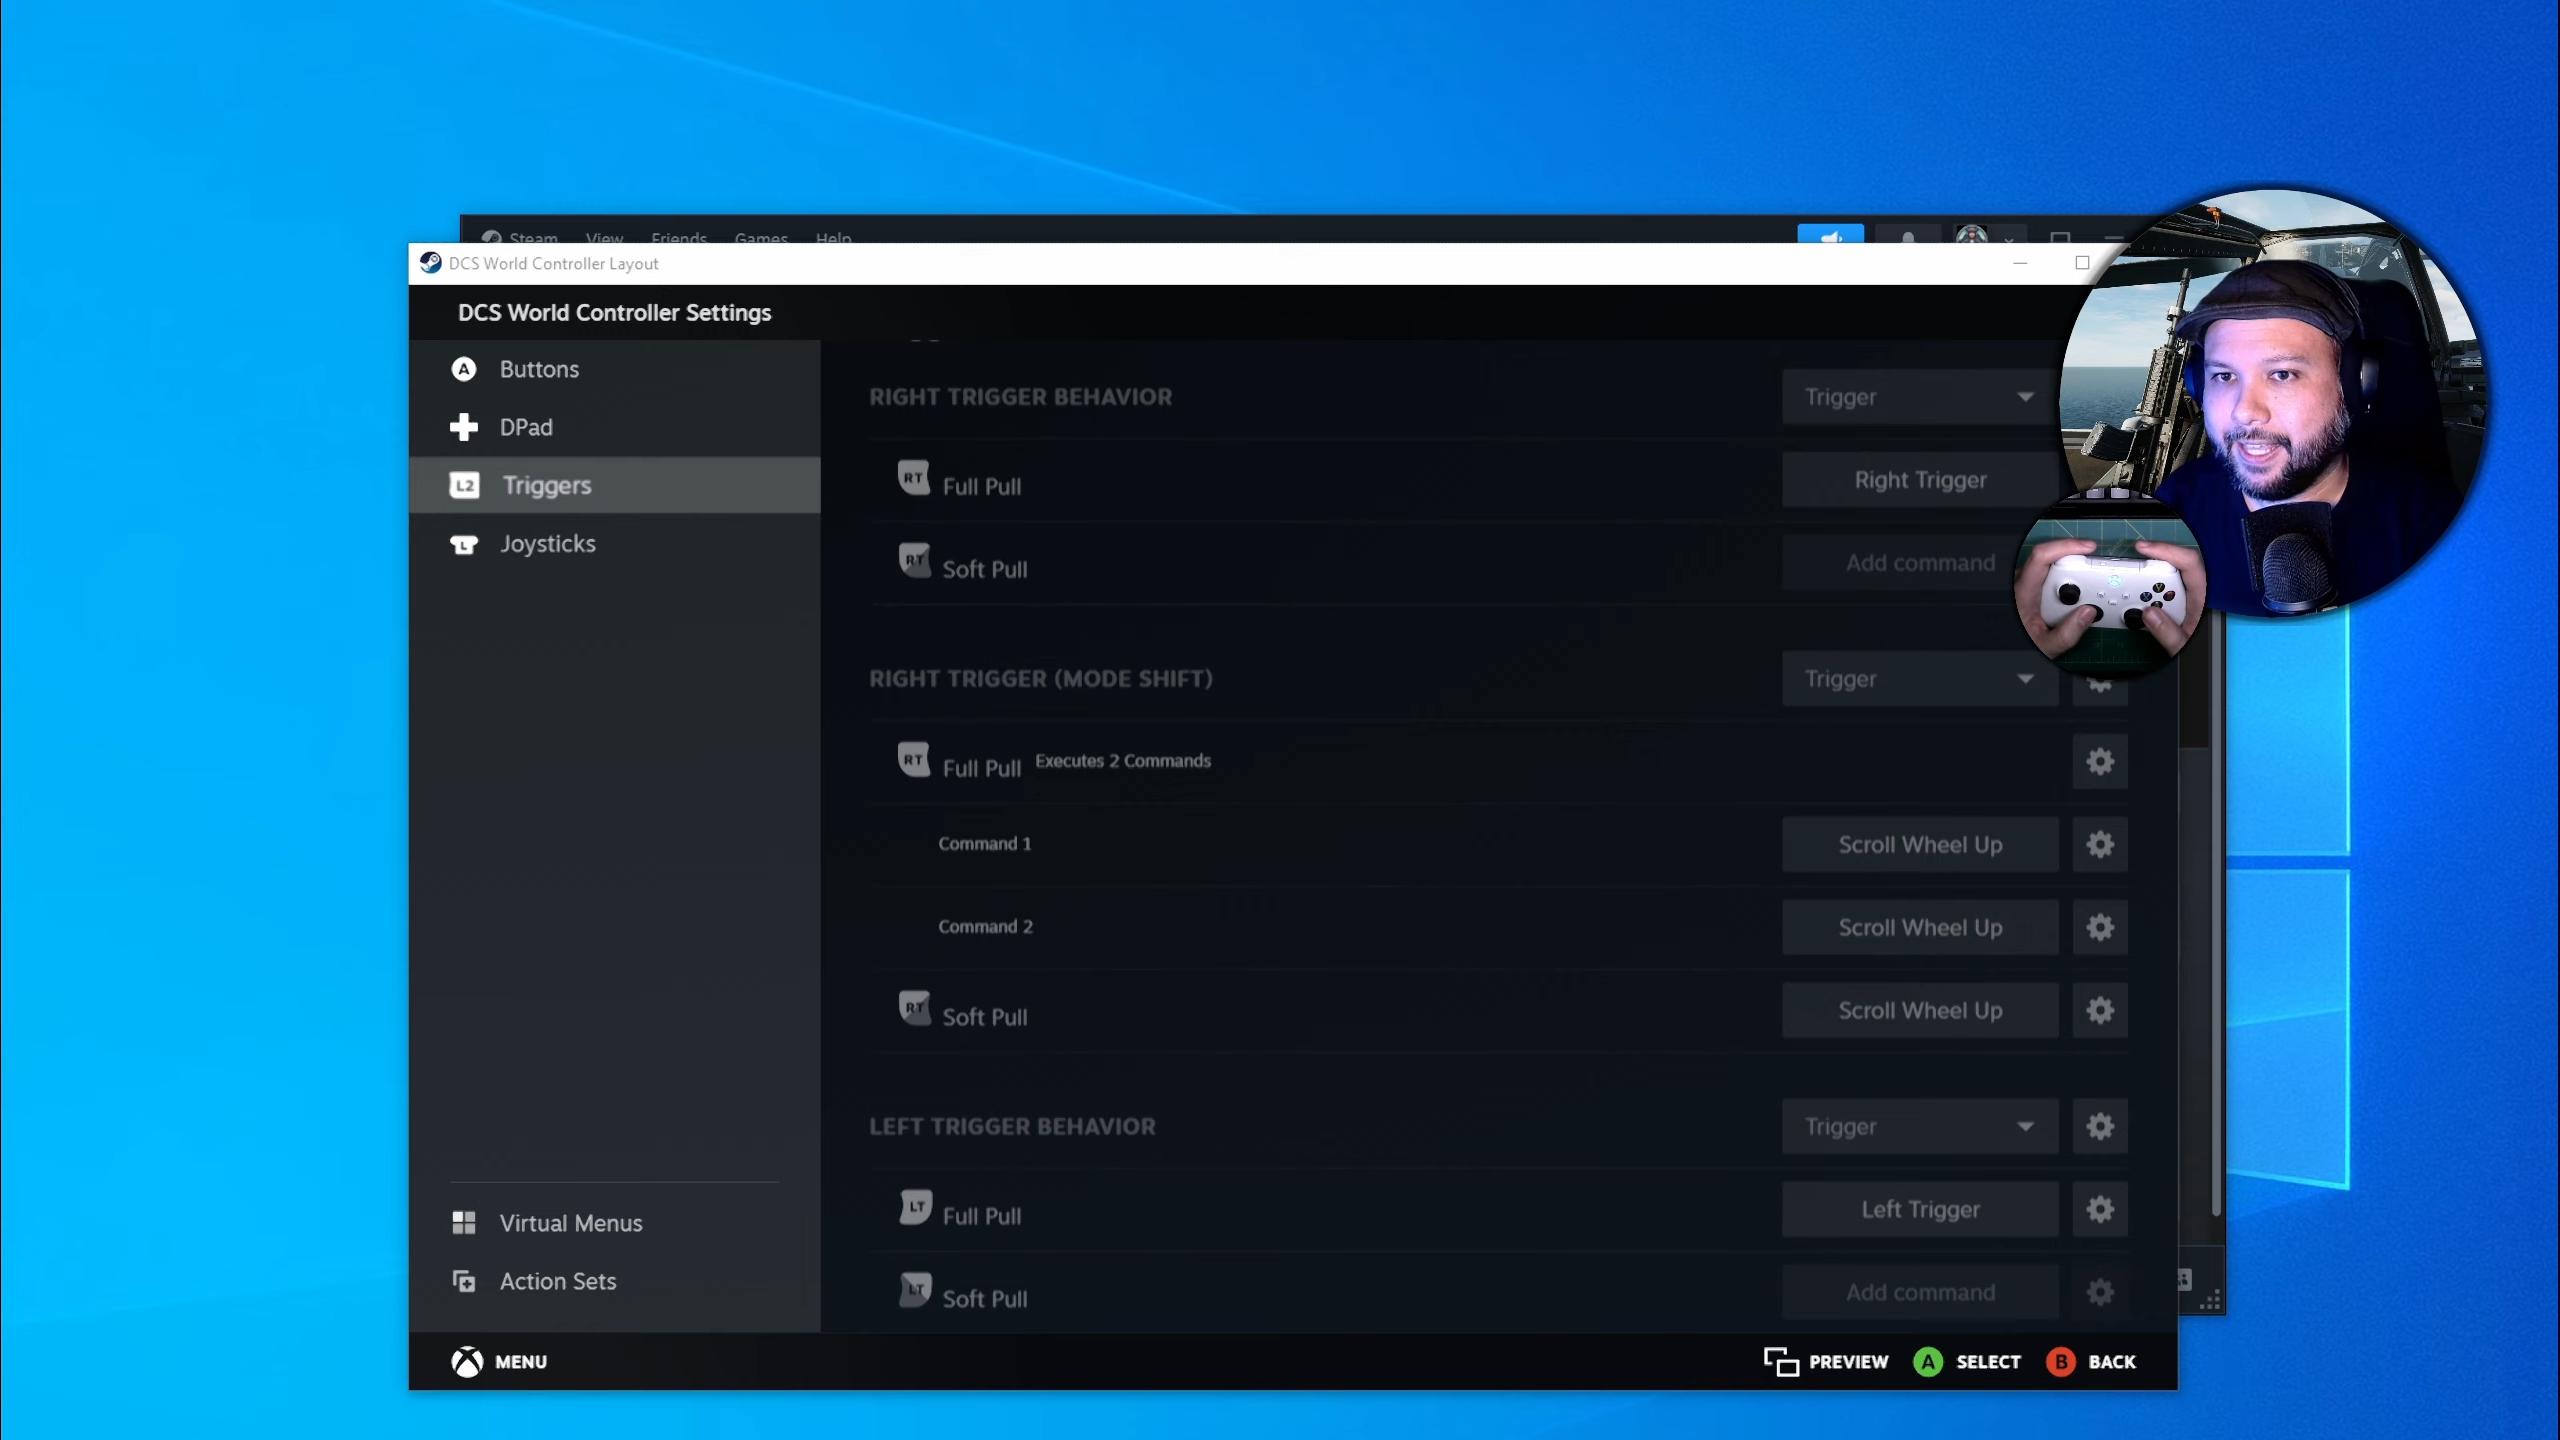 Steam View Friends Games Help
DCS World Controller Layout
DCS World Controller Settings
A Buttons
DPad
L2 Triggers
L Joysticks
Virtual Menus
Action Sets
RIGHT TRIGGER BEHAVIOR Trigger
RT Full Pull Right Trigger
RT Soft Pull Add command
RIGHT TRIGGER (MODE SHIFT) Trigger
RT Full Pull Executes 2 Commands
Command 1 Scroll Wheel Up
Command 2 Scroll Wheel Up
RT Soft Pull Scroll Wheel Up
LEFT TRIGGER BEHAVIOR Trigger
LT Full Pull Left Trigger
LT Soft Pull Add command
MENU PREVIEW A SELECT B BACK